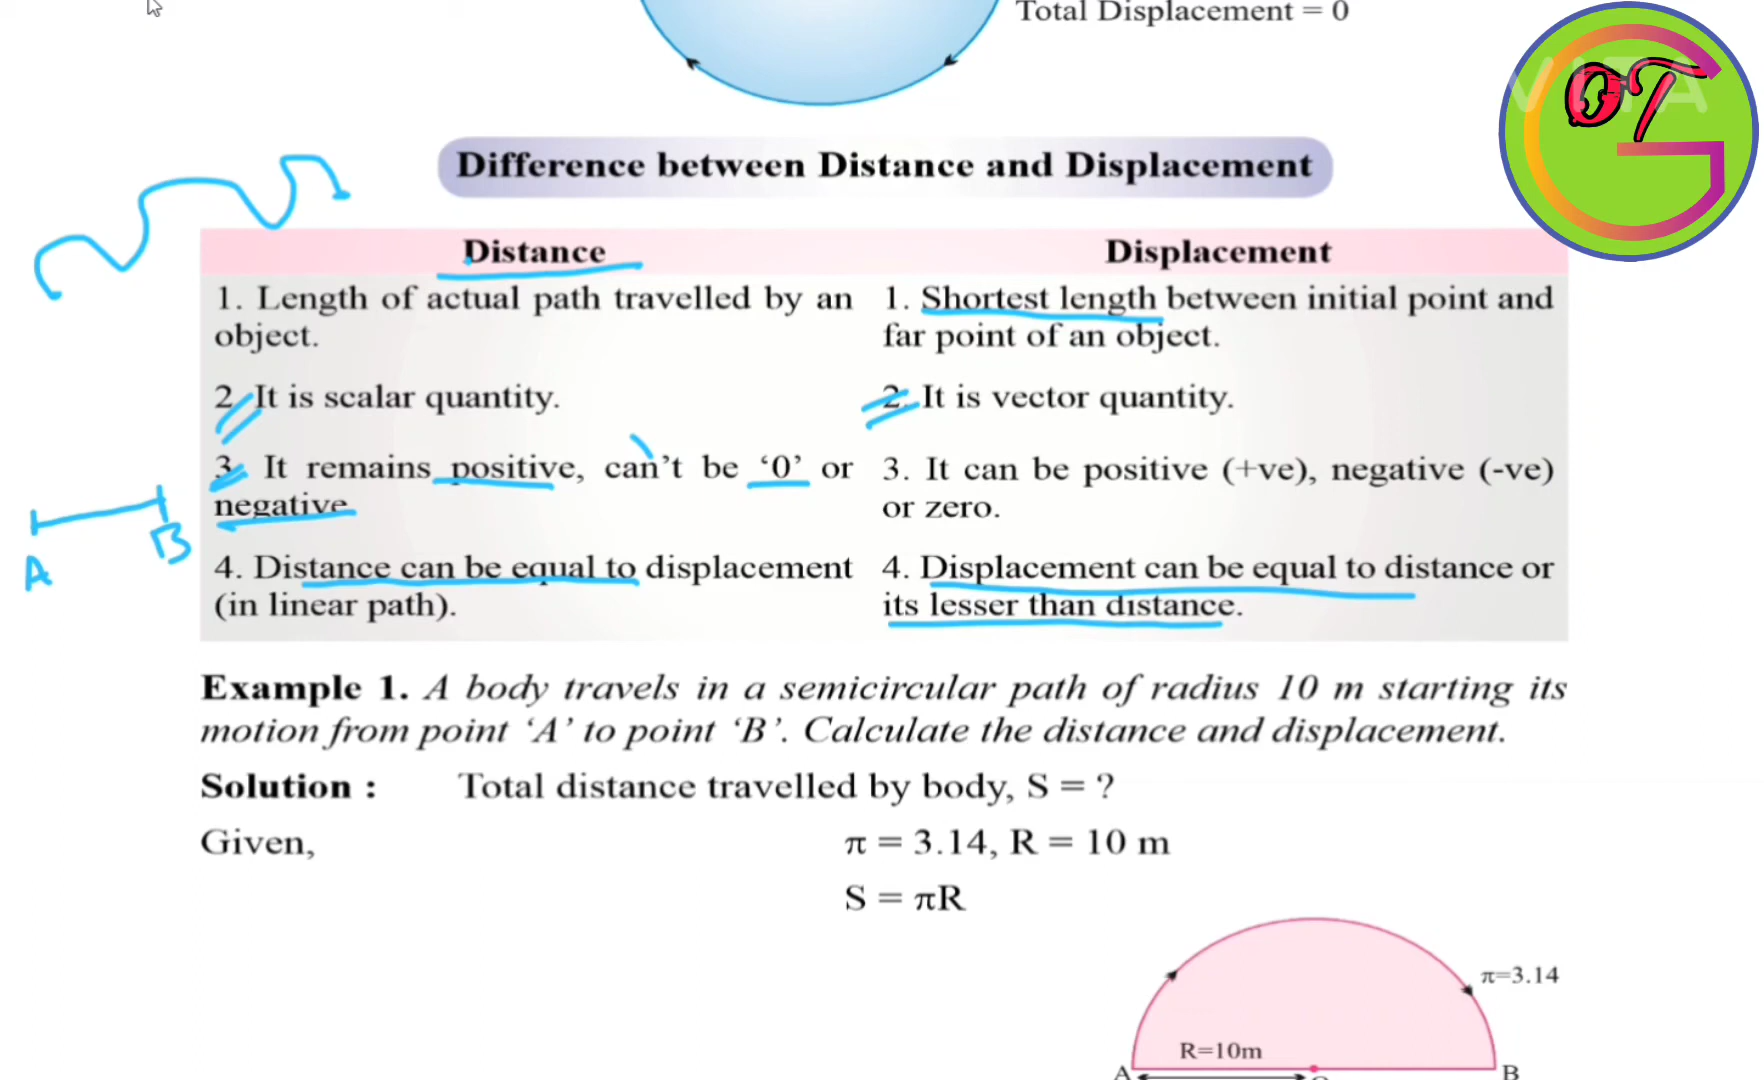 Total Displacement = 0
VITA
OT
G
Difference between Distance and Displacement
Distance
Displacement
1. Length of actual path travelled by an object.
1. Shortest length between initial point and far point of an object.
2. It is scalar quantity.
2. It is vector quantity.
3. It remains positive, can't be '0' or negative
3. It can be positive (+ve), negative (-ve) or zero.
A
B
4. Distance can be equal to displacement (in linear path).
4. Displacement can be equal to distance or its lesser than distance.
Example 1. A body travels in a semicircular path of radius 10 m starting its
motion from point 'A' to point 'B'. Calculate the distance and displacement.
Solution : Total distance travelled by body, S = ?
Given, π = 3.14, R = 10 m
S = πR
π=3.14
R=10m
A
B